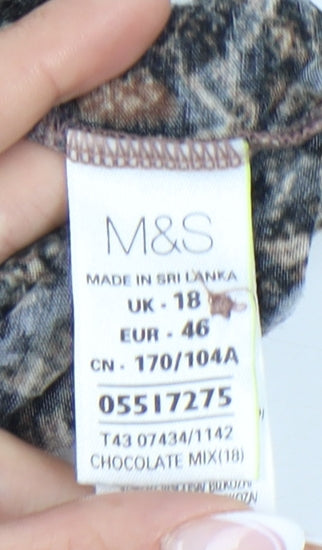 M&S
MADE IN SRI LANKA
UK - 18
EUR - 46
CN - 170/104A
05517275
T43 07434/1142
CHOCOLATE MIX(18)